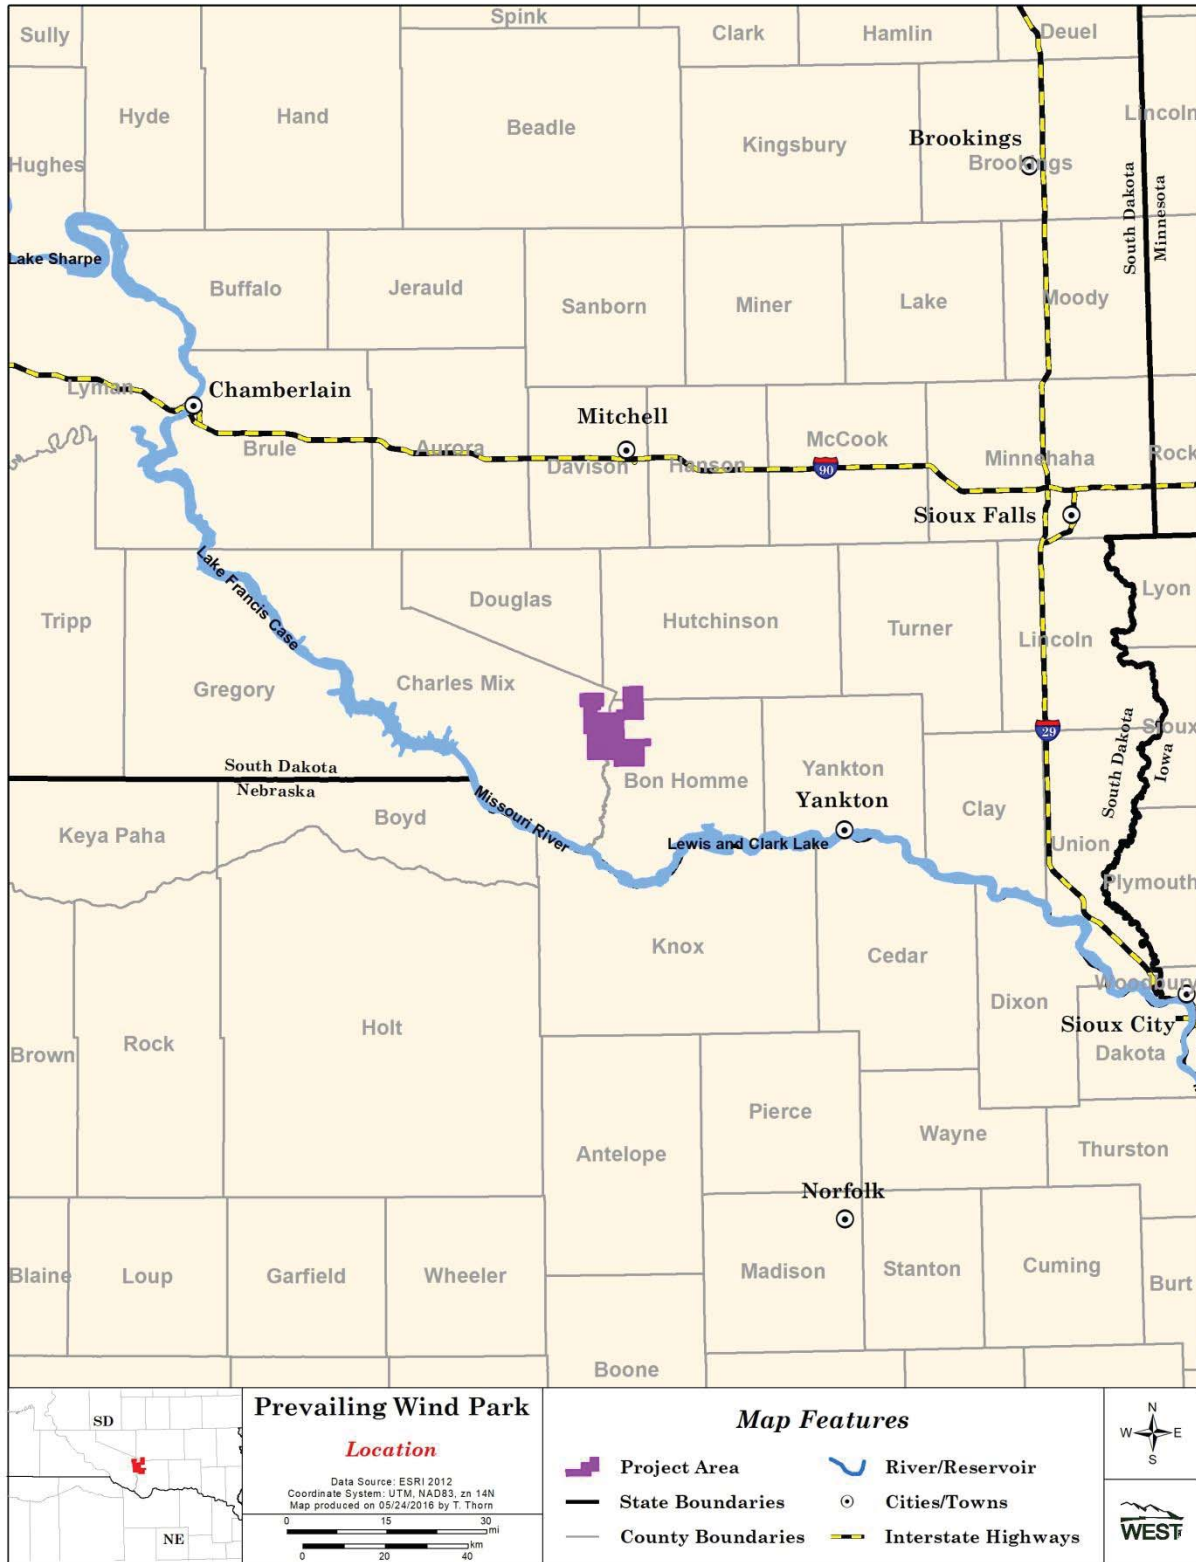 Spink
Sully
Clark
Hamlin
Deuel
Hyde
Hand
Beadle
Lincoln
Kingsbury
Brookings
Brookings
Hughes
South Dakota
Minnesota
Lake Sharpe
Buffalo
Jerauld
Sanborn
Miner
Lake
Moody
Lyman
Chamberlain
Mitchell
Brule
Aurora
Davison
Hanson
McCook
90
Minnehaha
Rock
Sioux Falls
Lake Francis Case
Douglas
Lyon
Tripp
Hutchinson
Turner
Lincoln
Gregory
Charles Mix
South Dakota
Iowa
Sioux
29
South Dakota
Nebraska
Bon Homme
Yankton
Yankton
Clay
Keya Paha
Boyd
Missouri River
Lewis and Clark Lake
Union
Plymouth
Knox
Cedar
Dixon
Woodbury
Sioux City
Dakota
Brown
Rock
Holt
Pierce
Wayne
Antelope
Thurston
Norfolk
Blaine
Loup
Garfield
Wheeler
Madison
Stanton
Cuming
Burt
Boone
SD
NE
Prevailing Wind Park
Location
Data Source: ESRI 2012
Coordinate System: UTM, NAD83, zn 14N
Map produced on 05/24/2016 by T. Thorn
0 15 30
mi
km
0 20 40
Map Features
Project Area
State Boundaries
County Boundaries
River/Reservoir
Cities/Towns
Interstate Highways
N
W E
S
WEST